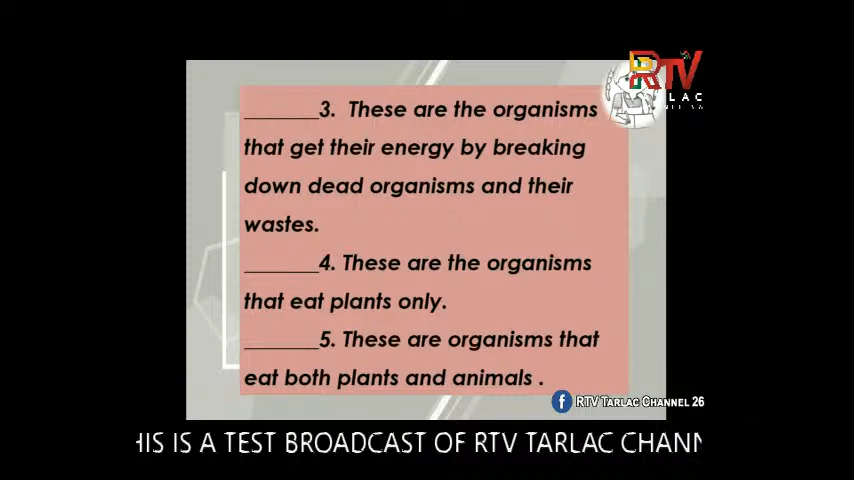 RTV
LAC
_______3. These are the organisms
that get their energy by breaking
down dead organisms and their
wastes.
_______4. These are the organisms
that eat plants only.
_______5. These are organisms that
eat both plants and animals .
f RTV TARLAC CHANNEL 26
HIS IS A TEST BROADCAST OF RTV TARLAC CHANN